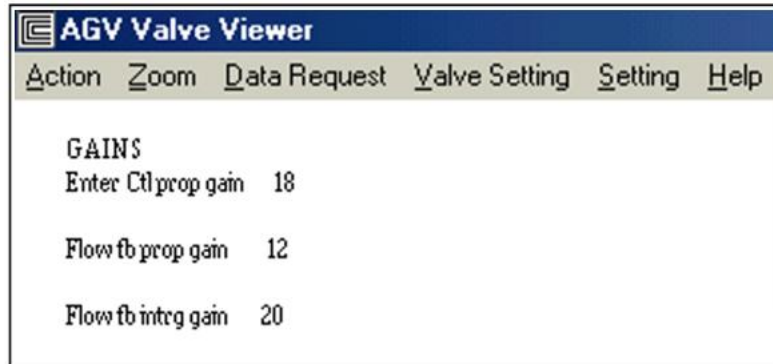 AGV Valve Viewer
Action Zoom Data Request Valve Setting Setting Help
GAINS
Enter Ctl prop gain 18
Flow fb prop gain 12
Flow fb intrg gain 20